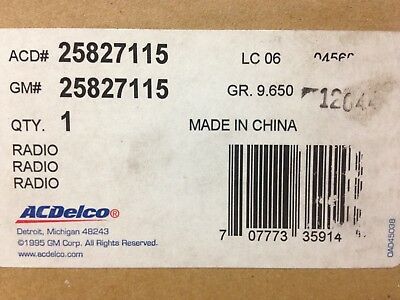 ACD# 25827115 LC 06
GM# 25827115 GR. 9.650
QTY. 1 MADE IN CHINA
RADIO
RADIO
RADIO
ACDelco®
Detroit, Michigan 48243
©1995 GM Corp. All Rights Reserved.
www.acdelco.com
7 07773 35914